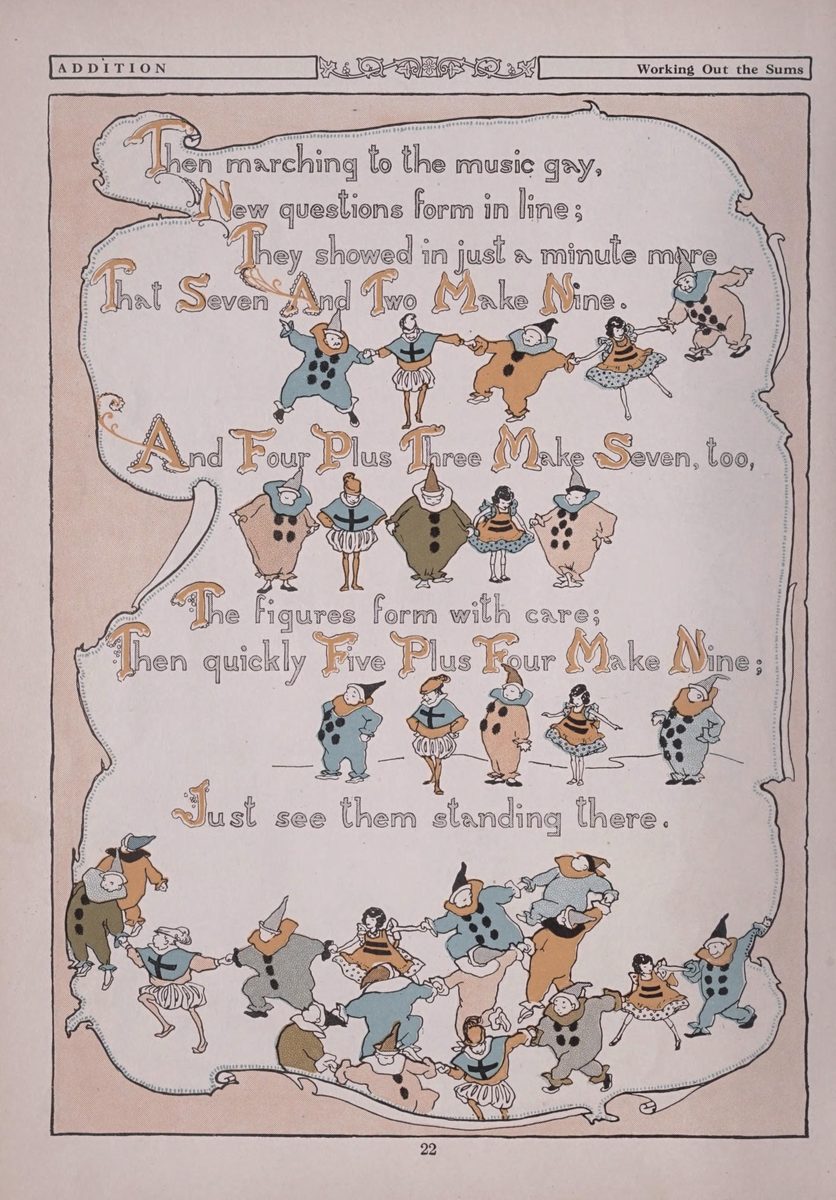 ADDITION
Working Out the Sums
Then marching to the music gay,
New questions form in line;
They showed in just a minute more
That Seven And Two Make Nine.
And Four Plus Three Make Seven, too,
The figures form with care;
Then quickly Five Plus Four Make Nine;
Just see them standing there.
22